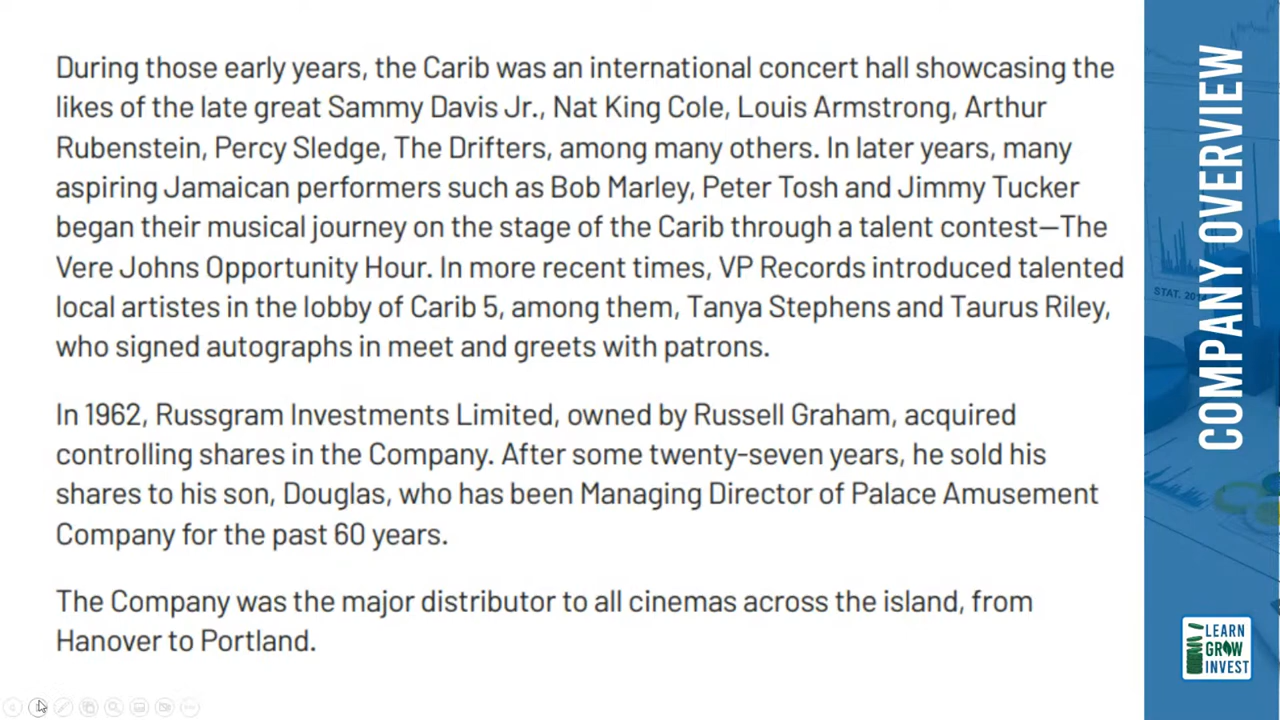 During those early years, the Carib was an international concert hall showcasing the
likes of the late great Sammy Davis Jr., Nat King Cole, Louis Armstrong, Arthur
Rubenstein, Percy Sledge, The Drifters, among many others. In later years, many
aspiring Jamaican performers such as Bob Marley, Peter Tosh and Jimmy Tucker
began their musical journey on the stage of the Carib through a talent contest—The
Vere Johns Opportunity Hour. In more recent times, VP Records introduced talented
local artistes in the lobby of Carib 5, among them, Tanya Stephens and Taurus Riley,
who signed autographs in meet and greets with patrons.
In 1962, Russgram Investments Limited, owned by Russell Graham, acquired
controlling shares in the Company. After some twenty-seven years, he sold his
shares to his son, Douglas, who has been Managing Director of Palace Amusement
Company for the past 60 years.
The Company was the major distributor to all cinemas across the island, from
Hanover to Portland.
COMPANY OVERVIEW
LEARN
GROW
INVEST